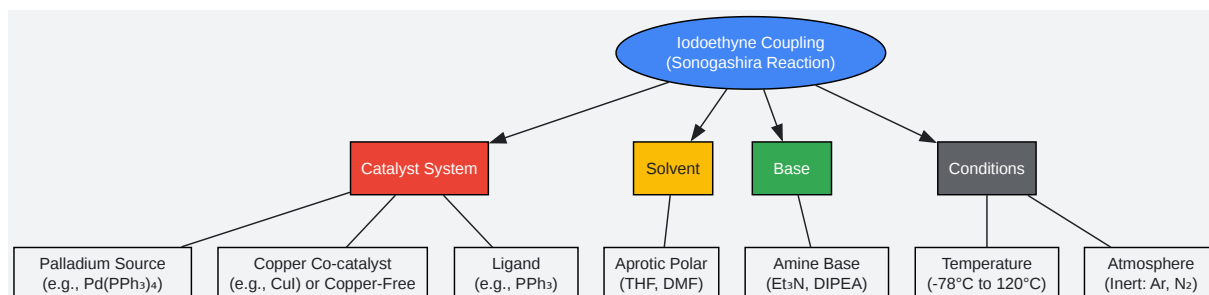 Iodoethyne Coupling
(Sonogashira Reaction)
Catalyst System
Solvent
Base
Conditions
Palladium Source
(e.g., Pd(PPh₃)₄)
Copper Co-catalyst
(e.g., CuI) or Copper-Free
Ligand
(e.g., PPh₃)
Aprotic Polar
(THF, DMF)
Amine Base
(Et₃N, DIPEA)
Temperature
(-78°C to 120°C)
Atmosphere
(Inert: Ar, N₂)